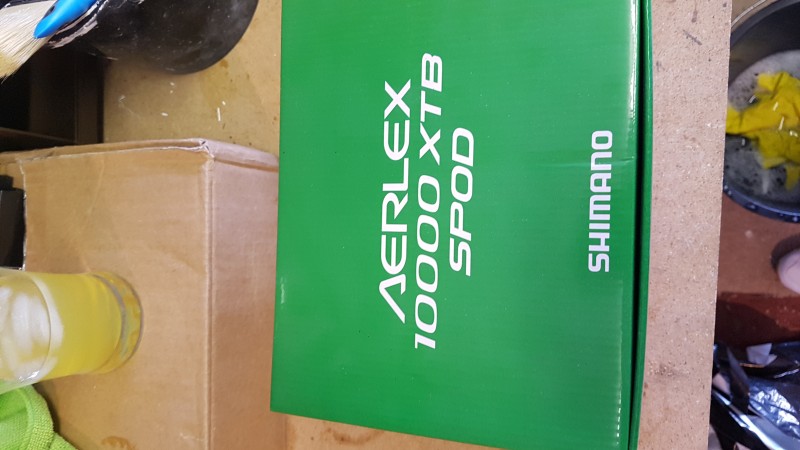 AERLEX
10000 XTB
SPOD
SHIMANO